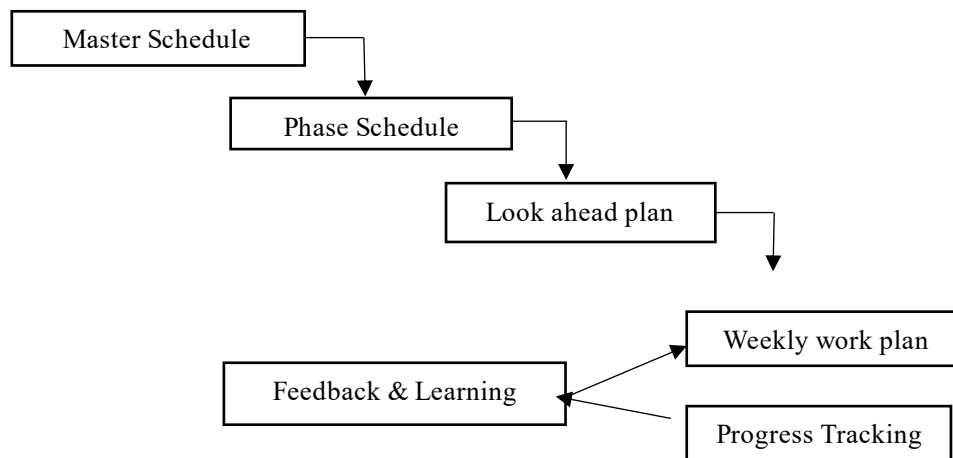 Master Schedule
Phase Schedule
Look ahead plan
Weekly work plan
Feedback & Learning
Progress Tracking